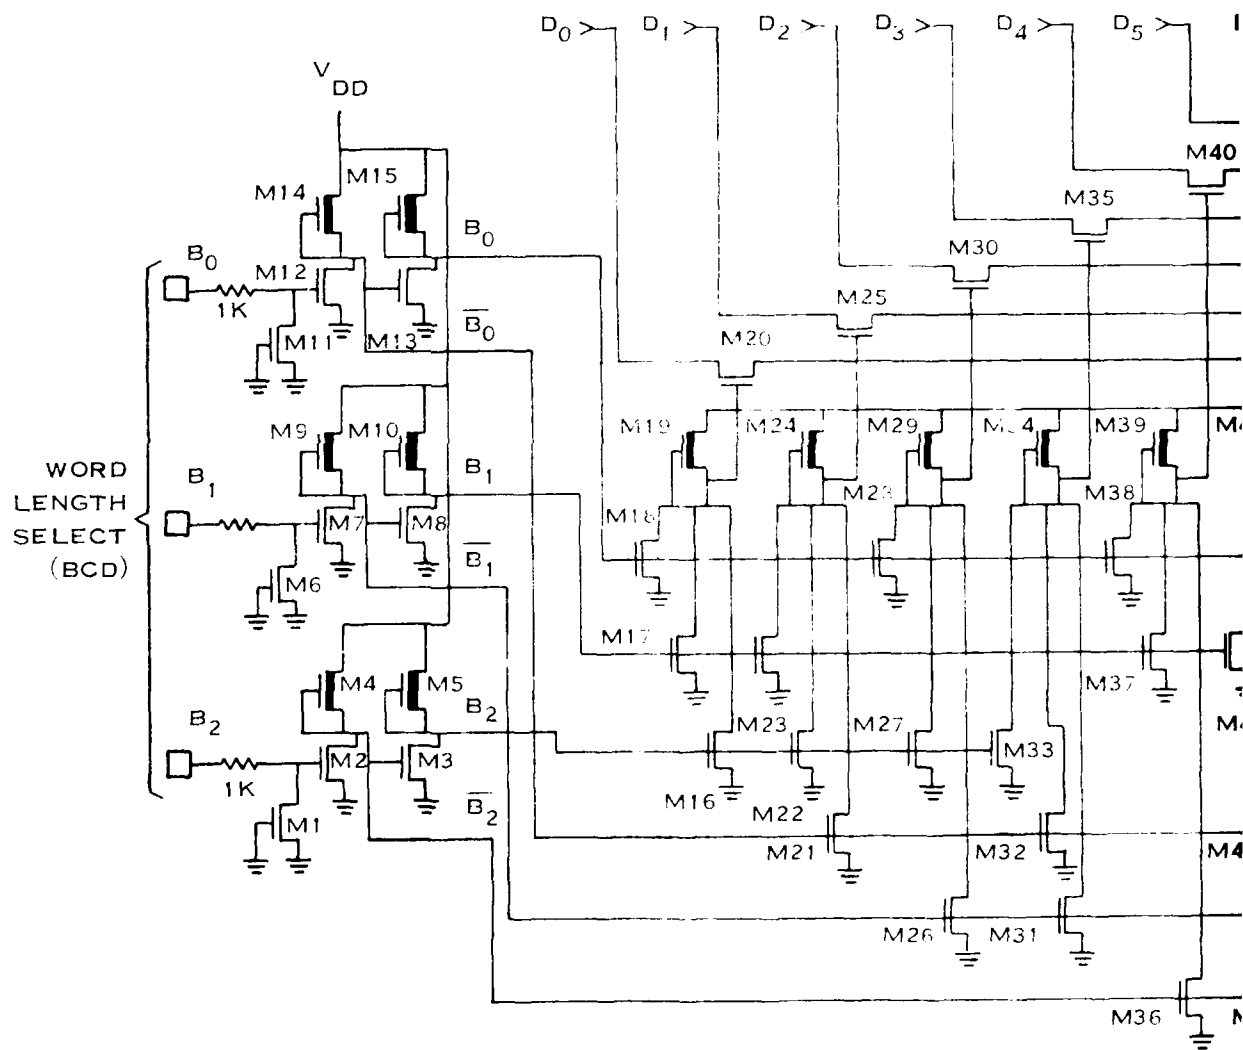 D0 D1 D2 D3 D4 D5
VDD
M40
M14 M15
M35
B0
B0 M12 M30
1K M25
M11 M13 B̅0 M20
M9 M10 M19 M24 M29 M39
WORD LENGTH SELECT (BCD)
B1 B1 M23 M38
M7 M8 M18
M6 B̅1
M17
M4 M5 M37
B2 B2 M23 M27
M2 M3 M33
1K M16
M1 B̅2 M22
M21 M32
M26 M31
M36